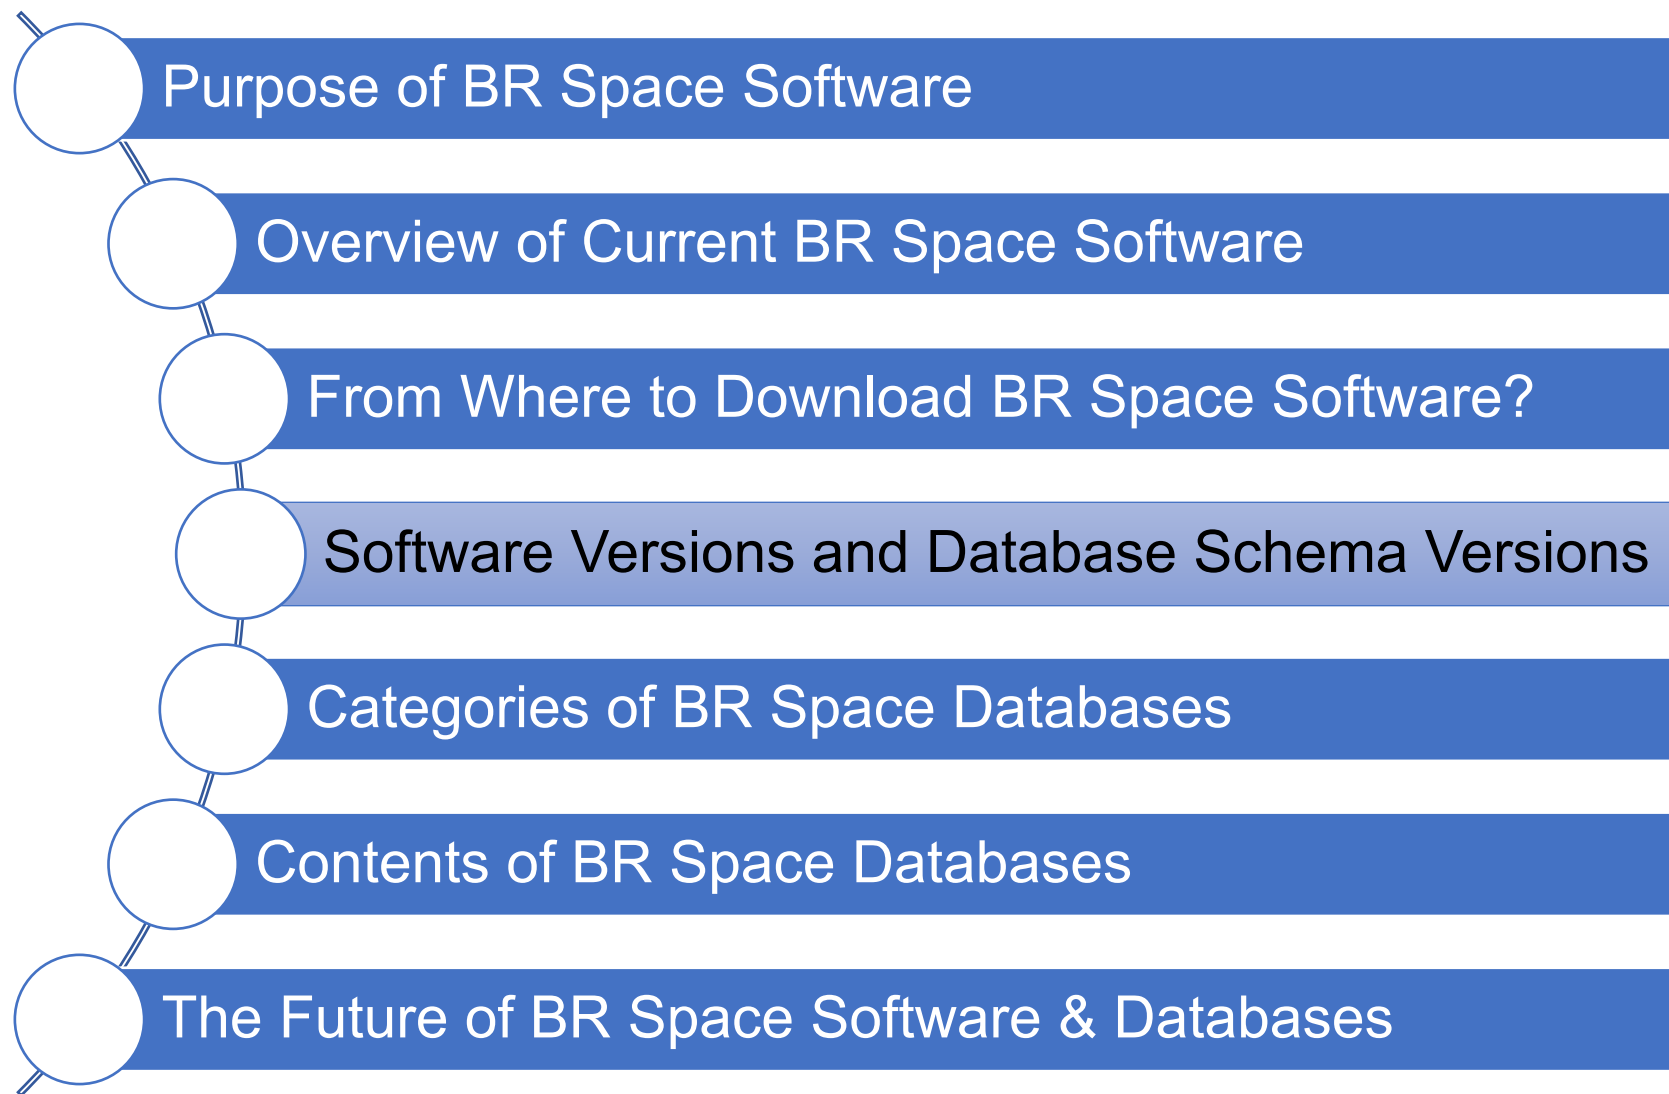 Purpose of BR Space Software
Overview of Current BR Space Software
From Where to Download BR Space Software?
Software Versions and Database Schema Versions
Categories of BR Space Databases
Contents of BR Space Databases
The Future of BR Space Software & Databases